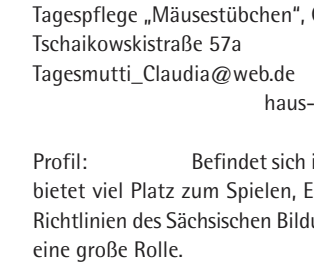 Tagespflege „Mäusestübchen“,
Tschaikowskistraße 57a
Tagesmutti_Claudia@web.de
haus-
Profil: Befindet sich
bietet viel Platz zum Spielen,
Richtlinien des Sächsischen
eine große Rolle.